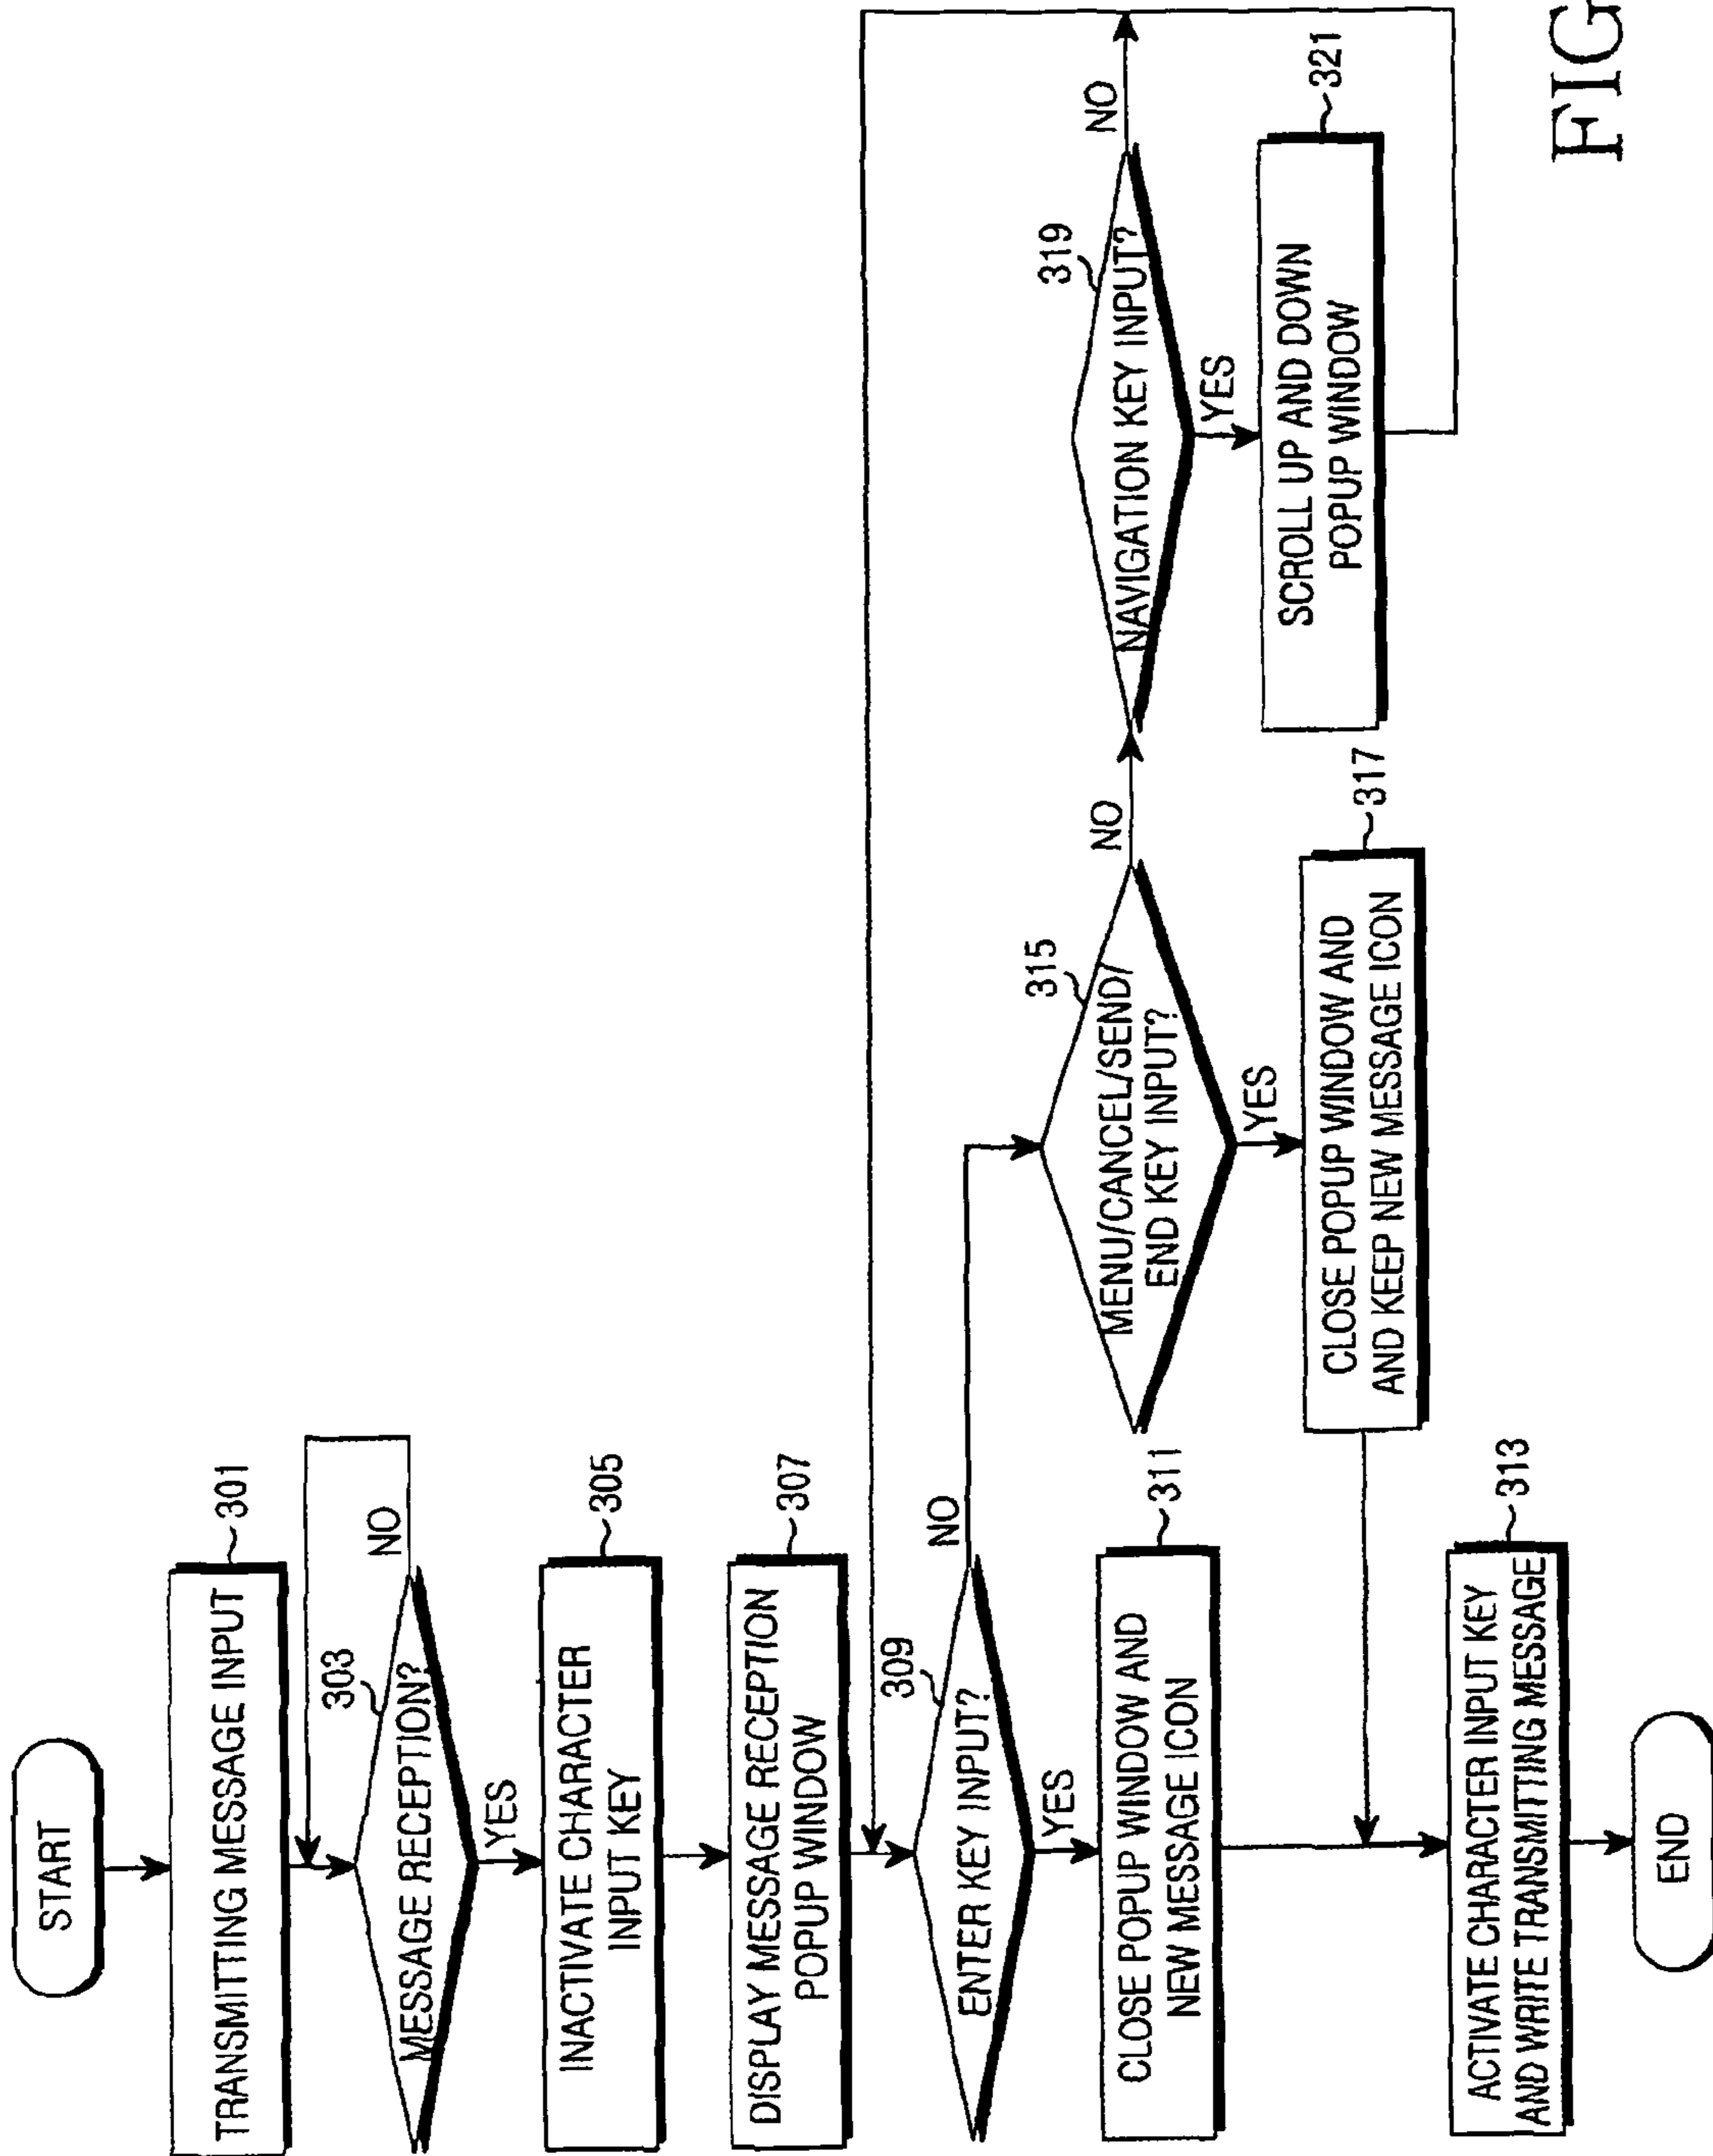 START
TRANSMITTING MESSAGE INPUT
301
303
MESSAGE RECEPTION?
NO
YES
INACTIVATE CHARACTER
INPUT KEY
305
DISPLAY MESSAGE RECEPTION
POPUP WINDOW
307
309
ENTER KEY INPUT?
NO
YES
CLOSE POPUP WINDOW AND
NEW MESSAGE ICON
311
ACTIVATE CHARACTER INPUT KEY
AND WRITE TRANSMITTING MESSAGE
313
END
315
MENU/CANCEL/SEND/
END KEY INPUT?
NO
YES
CLOSE POPUP WINDOW AND
AND KEEP NEW MESSAGE ICON
317
319
NAVIGATION KEY INPUT?
NO
YES
SCROLL UP AND DOWN
POPUP WINDOW
321
FIG